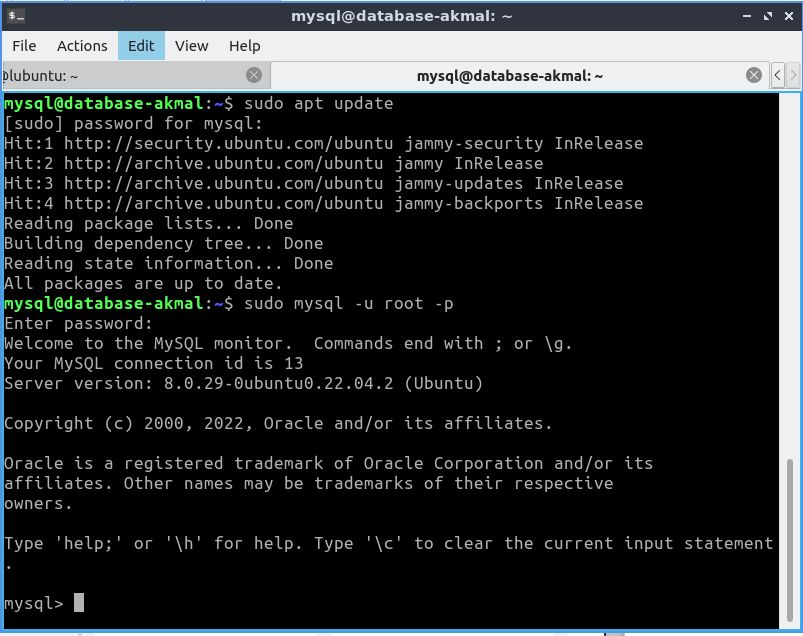 mysql@database-akmal: ~
File Actions Edit View Help
lubuntu: ~
mysql@database-akmal: ~
mysql@database-akmal:~$ sudo apt update
[sudo] password for mysql:
Hit:1 http://security.ubuntu.com/ubuntu jammy-security InRelease
Hit:2 http://archive.ubuntu.com/ubuntu jammy InRelease
Hit:3 http://archive.ubuntu.com/ubuntu jammy-updates InRelease
Hit:4 http://archive.ubuntu.com/ubuntu jammy-backports InRelease
Reading package lists... Done
Building dependency tree... Done
Reading state information... Done
All packages are up to date.
mysql@database-akmal:~$ sudo mysql -u root -p
Enter password:
Welcome to the MySQL monitor.  Commands end with ; or \g.
Your MySQL connection id is 13
Server version: 8.0.29-0ubuntu0.22.04.2 (Ubuntu)
Copyright (c) 2000, 2022, Oracle and/or its affiliates.
Oracle is a registered trademark of Oracle Corporation and/or its
affiliates. Other names may be trademarks of their respective
owners.
Type 'help;' or '\h' for help. Type '\c' to clear the current input statement
.
mysql>